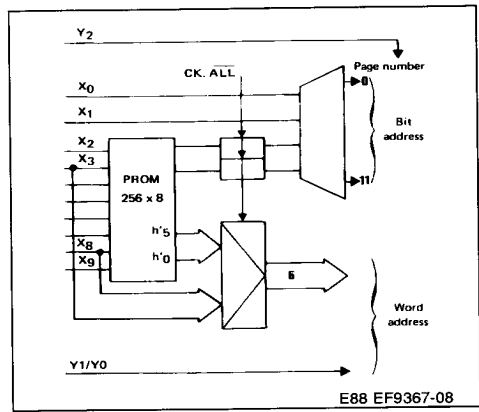 Y2
Page number
CK. ALL
0
X0
X1
Bit
address
X2
X3
PROM
256 x 8
11
h'5
h'0
X8
X9
6
Word
address
Y1/Y0
E88 EF9367-08